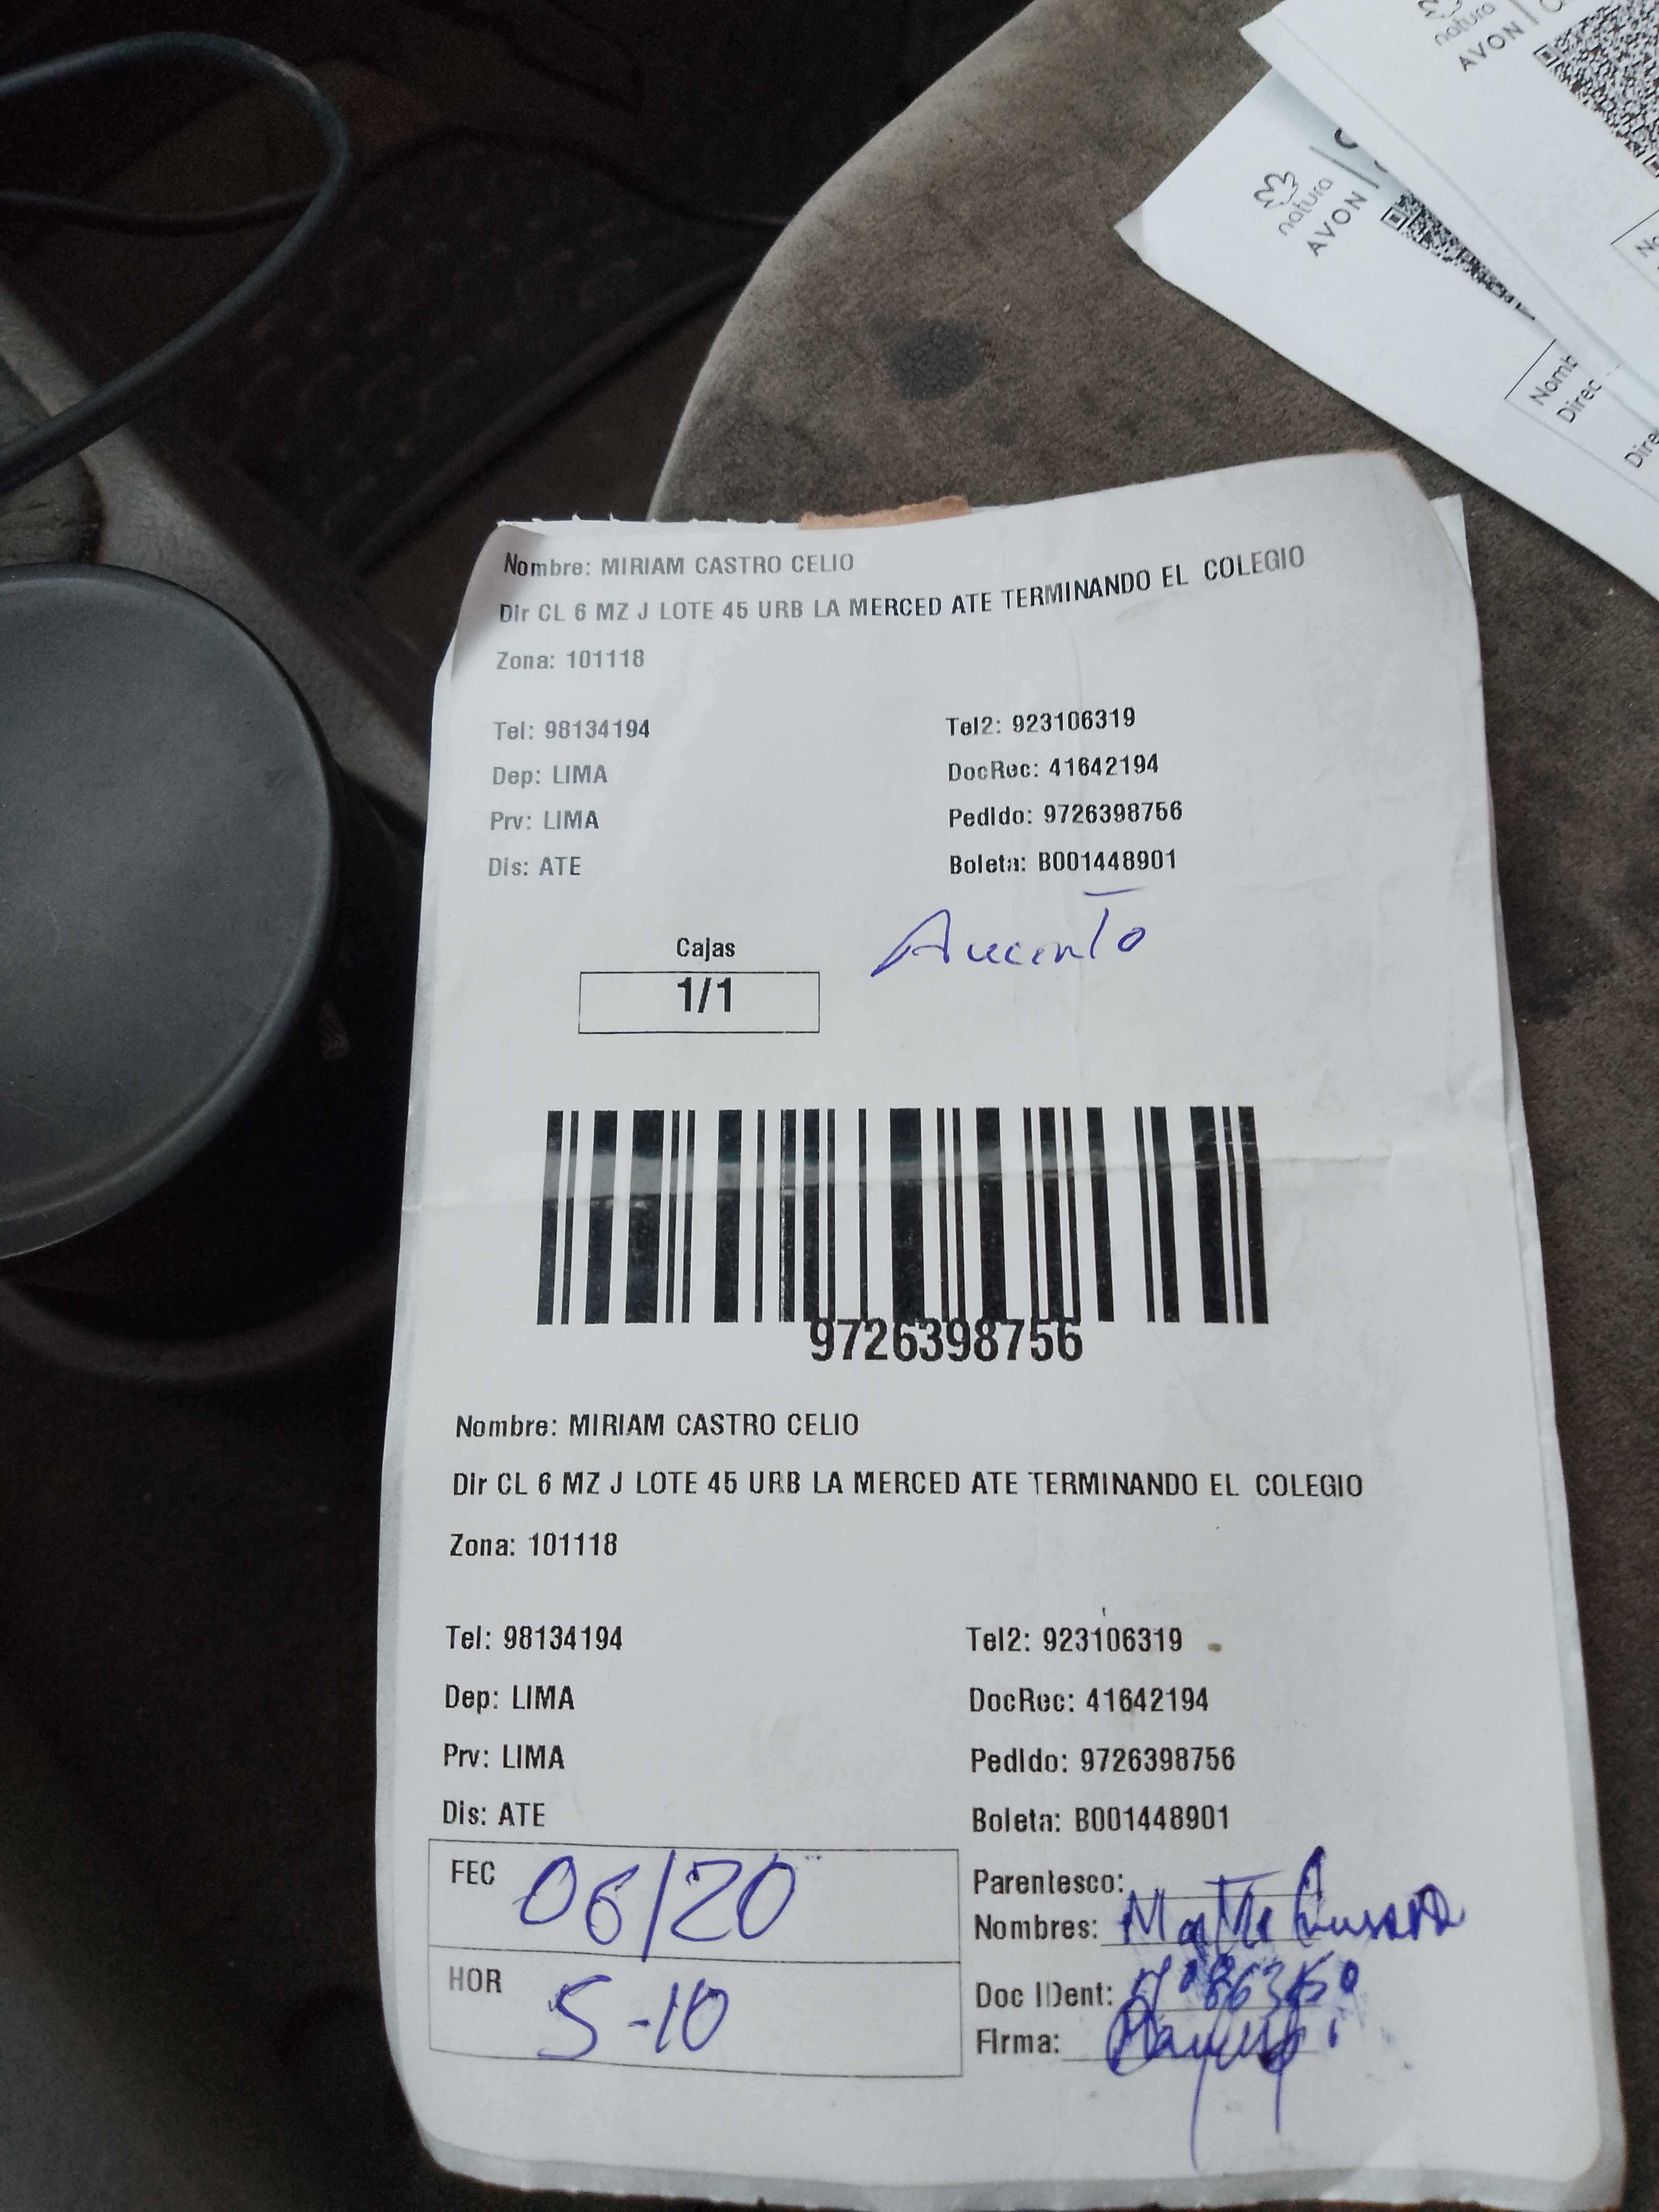 natura
AVON
natura
AVON
Nomb
Direc
Nombre: MIRIAM CASTRO CELIO
Dir CL 6 MZ J LOTE 45 URB LA MERCED ATE TERMINANDO EL COLEGIO
Zona: 101118
Tel: 98134194 Tel2: 923106319
Dep: LIMA DocRec: 41642194
Prv: LIMA PedIdo: 9726398756
Dis: ATE Boleta: B001448901
Cajas
1/1
9726398756
Nombre: MIRIAM CASTRO CELIO
Dir CL 6 MZ J LOTE 45 URB LA MERCED ATE TERMINANDO EL COLEGIO
Zona: 101118
Tel: 98134194 Tel2: 923106319
Dep: LIMA DocRec: 41642194
Prv: LIMA PedIdo: 9726398756
Dis: ATE Boleta: B001448901
FEC 06/20
HOR 5-10
Parentesco:
Nombres:
Doc IDent:
Firma: